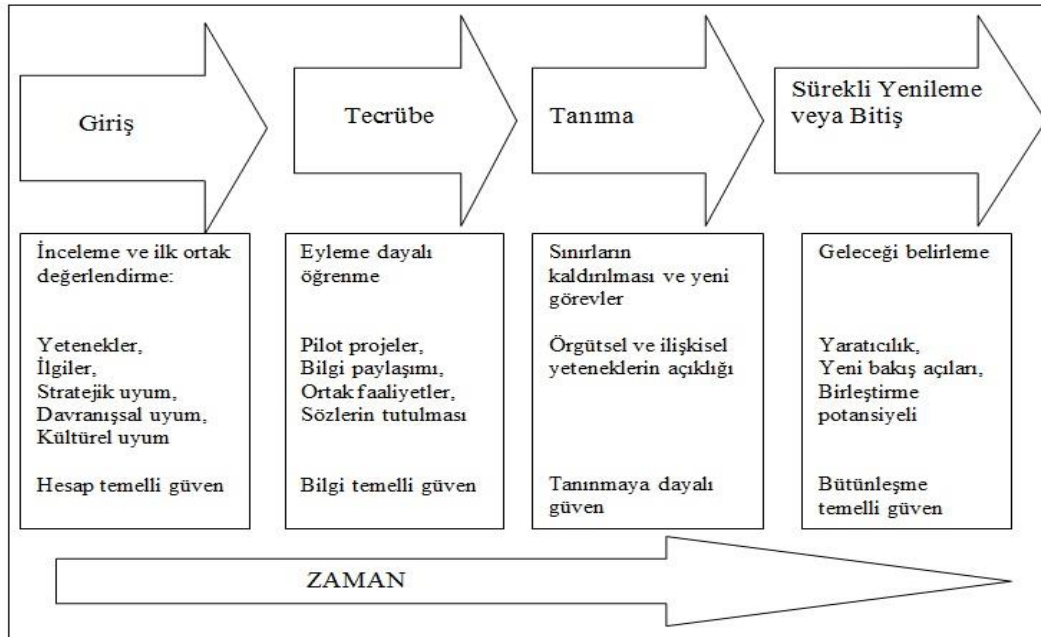 Giriş
Tecrübe
Tanıma
Sürekli Yenileme
veya Bitiş
İnceleme ve ilk ortak
değerlendirme:
Yetenekler,
İlgiler,
Stratejik uyum,
Davranışsal uyum,
Kültürel uyum
Hesap temelli güven
Eyleme dayalı
öğrenme
Pilot projeler,
Bilgi paylaşımı,
Ortak faaliyetler,
Sözlerin tutulması
Bilgi temelli güven
Sınırların
kaldırılması ve yeni
görevler
Örgütsel ve ilişkisel
yeteneklerin açıklığı
Tanınmaya dayalı
güven
Geleceği belirleme
Yaratıcılık,
Yeni bakış açıları,
Birleştirme
potansiyeli
Bütünleşme
temelli güven
ZAMAN